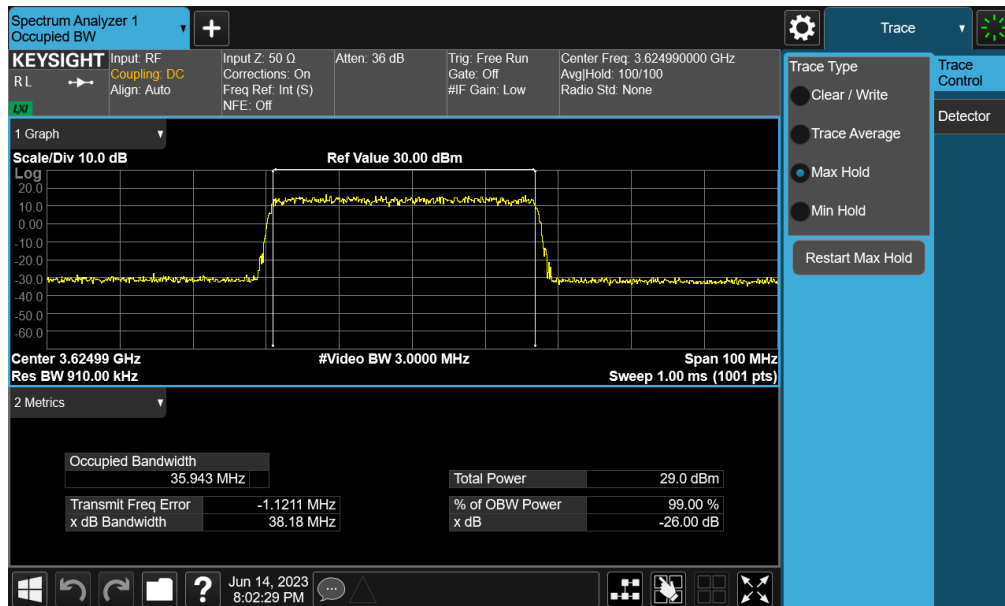 Spectrum Analyzer 1
Occupied BW
Trace
KEYSIGHT
RL
LXI
Input: RF
Coupling: DC
Align: Auto
Input Z: 50 Ω
Corrections: On
Freq Ref: Int (S)
NFE: Off
Atten: 36 dB
Trig: Free Run
Gate: Off
#IF Gain: Low
Center Freq: 3.624990000 GHz
Avg|Hold: 100/100
Radio Std: None
Trace Type
Clear / Write
Trace Average
Max Hold
Min Hold
Restart Max Hold
Trace
Control
Detector
1 Graph
Scale/Div 10.0 dB
Ref Value 30.00 dBm
Log
20.0
10.0
0.00
-10.0
-20.0
-30.0
-40.0
-50.0
-60.0
Center 3.62499 GHz
#Video BW 3.0000 MHz
Span 100 MHz
Res BW 910.00 kHz
Sweep 1.00 ms (1001 pts)
2 Metrics
Occupied Bandwidth
35.943 MHz
Total Power 29.0 dBm
Transmit Freq Error -1.1211 MHz
% of OBW Power 99.00 %
x dB Bandwidth 38.18 MHz
x dB -26.00 dB
?
Jun 14, 2023
8:02:29 PM